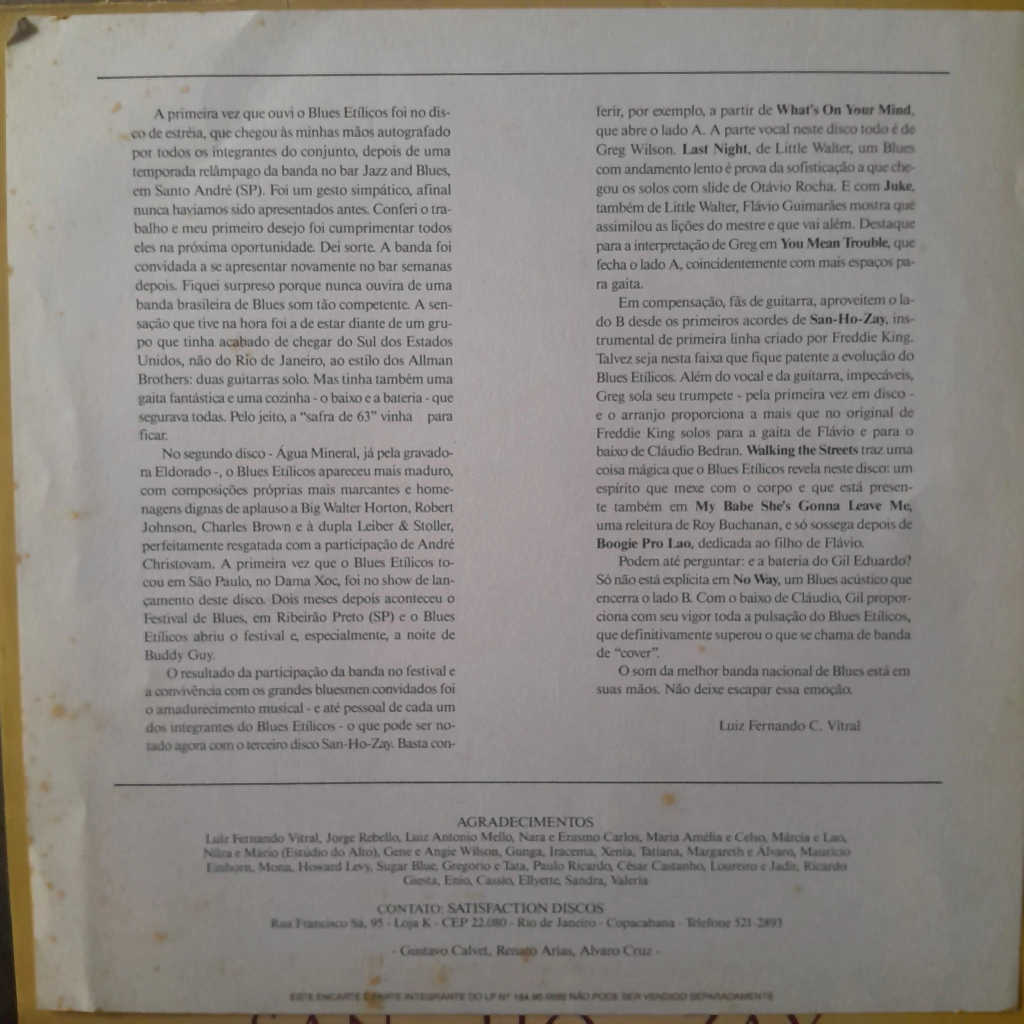 A primeira vez que ouvi o Blues Etílicos foi no dis-
co de estréia, que chegou às minhas mãos autografado
por todos os integrantes do conjunto, depois de uma
temporada relâmpago da banda no bar Jazz and Blues,
em Santo André (SP). Foi um gesto simpático, afinal
nunca havíamos sido apresentados antes. Conferi o tra-
balho e meu primeiro desejo foi cumprimentar todos
eles na próxima oportunidade. Dei sorte. A banda foi
convidada a se apresentar novamente no bar semanas
depois. Fiquei surpreso porque nunca ouvira de uma
banda brasileira de Blues som tão competente. A sen-
sação que tive na hora foi a de estar diante de um gru-
po que tinha acabado de chegar do Sul dos Estados
Unidos, não do Rio de Janeiro, ao estilo dos Allman
Brothers: duas guitarras solo. Mas tinha também uma
gaita fantástica e uma cozinha - o baixo e a bateria - que
segurava todas. Pelo jeito, a "safra de 63" vinha para
ficar.
No segundo disco - Água Mineral, já pela gravado-
ra Eldorado -, o Blues Etílicos apareceu mais maduro,
com composições próprias mais marcantes e home-
nagens dignas de aplauso a Big Walter Horton, Robert
Johnson, Charles Brown e à dupla Leiber & Stoller,
perfeitamente resgatada com a participação de André
Christovam. A primeira vez que o Blues Etílicos to-
cou em São Paulo, no Dama Xoc, foi no show de lan-
çamento deste disco. Dois meses depois aconteceu o
Festival de Blues, em Ribeirão Preto (SP) e o Blues
Etílicos abriu o festival e, especialmente, a noite de
Buddy Guy.
O resultado da participação da banda no festival e
a convivência com os grandes bluesmen convidados foi
o amadurecimento musical - e até pessoal de cada um
dos integrantes do Blues Etílicos - o que pode ser no-
tado agora com o terceiro disco San-Ho-Zay. Basta con-
ferir, por exemplo, a partir de What's On Your Mind,
que abre o lado A. A parte vocal neste disco todo é de
Greg Wilson. Last Night, de Little Walter, um Blues
com andamento lento é prova da sofisticação a que che-
gou os solos com slide de Otávio Rocha. E com Juke,
também de Little Walter, Flávio Guimarães mostra que
assimilou as lições do mestre e que vai além. Destaque
para a interpretação de Greg em You Mean Trouble, que
fecha o lado A, coincidentemente com mais espaços pa-
ra gaita.
Em compensação, fãs de guitarra, aproveitem o la-
do B desde os primeiros acordes de San-Ho-Zay, ins-
trumental de primeira linha criado por Freddie King.
Talvez seja nesta faixa que fique patente a evolução do
Blues Etílicos. Além do vocal e da guitarra, impecáveis,
Greg sola seu trumpete - pela primeira vez em disco -
e o arranjo proporciona a mais que no original de
Freddie King solos para a gaita de Flávio e para o
baixo de Cláudio Bedran. Walking the Streets traz uma
coisa mágica que o Blues Etílicos revela neste disco: um
espírito que mexe com o corpo e que está presen-
te também em My Babe She's Gonna Leave Me,
uma releitura de Roy Buchanan, e só sossega depois de
Boogie Pro Lao, dedicada ao filho de Flávio.
Podem até perguntar: e a bateria do Gil Eduardo?
Só não está explícita em No Way, um Blues acústico que
encerra o lado B. Com o baixo de Cláudio, Gil propor-
ciona com seu vigor toda a pulsação do Blues Etílicos,
que definitivamente superou o que se chama de banda
de "cover".
O som da melhor banda nacional de Blues está em
suas mãos. Não deixe escapar essa emoção.
Luiz Fernando C. Vitral
AGRADECIMENTOS
Luiz Fernando Vitral, Jorge Rebello, Luiz Antonio Mello, Nara e Erasmo Carlos, Maria Amélia e Celso, Márcia e Lao,
Nilza e Mário (Estúdio do Alto), Gene e Angie Wilson, Gunga, Iracema, Xenia, Tatiana, Margareth e Álvaro, Mauricio
Einhorn, Mona, Howard Levy, Sugar Blue, Gregorio e Tata, Paulo Ricardo, César Castanho, Loureiro e Jadir, Ricardo
Giesta, Enio, Cassio, Ellyette, Sandra, Valeria
CONTATO: SATISFACTION DISCOS
Rua Francisco Sá, 95 - Loja K - CEP 22.080 - Rio de Janeiro - Copacabana - Telefone 521-2893
- Gustavo Calvet, Renato Arias, Alvaro Cruz -
ESTE ENCARTE É PARTE INTEGRANTE DO LP Nº NÃO PODE SER VENDIDO SEPARADAMENTE
SAN HO ZAY